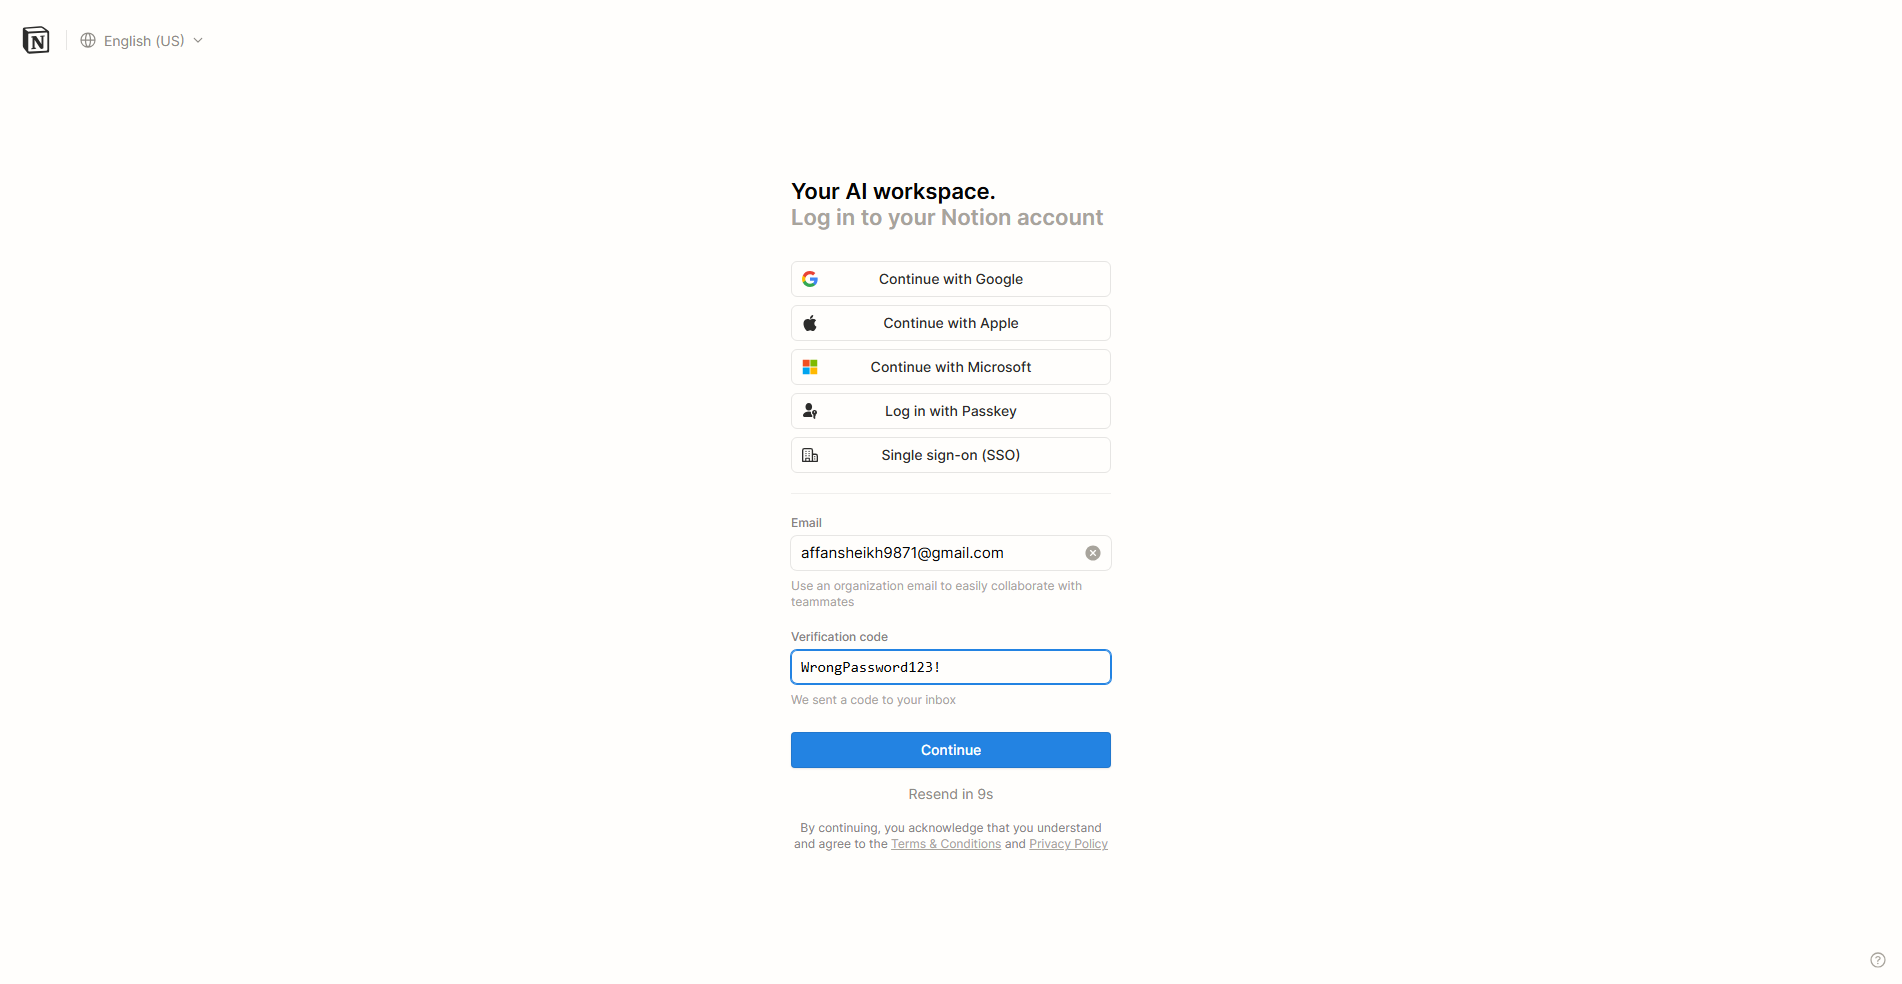 N
English (US)
Your AI workspace.
Log in to your Notion account
Continue with Google
Continue with Apple
Continue with Microsoft
Log in with Passkey
Single sign-on (SSO)
Email
affansheikh9871@gmail.com
Use an organization email to easily collaborate with
teammates
Verification code
WrongPassword123!
We sent a code to your inbox
Continue
Resend in 9s
By continuing, you acknowledge that you understand
and agree to the Terms & Conditions and Privacy Policy
?